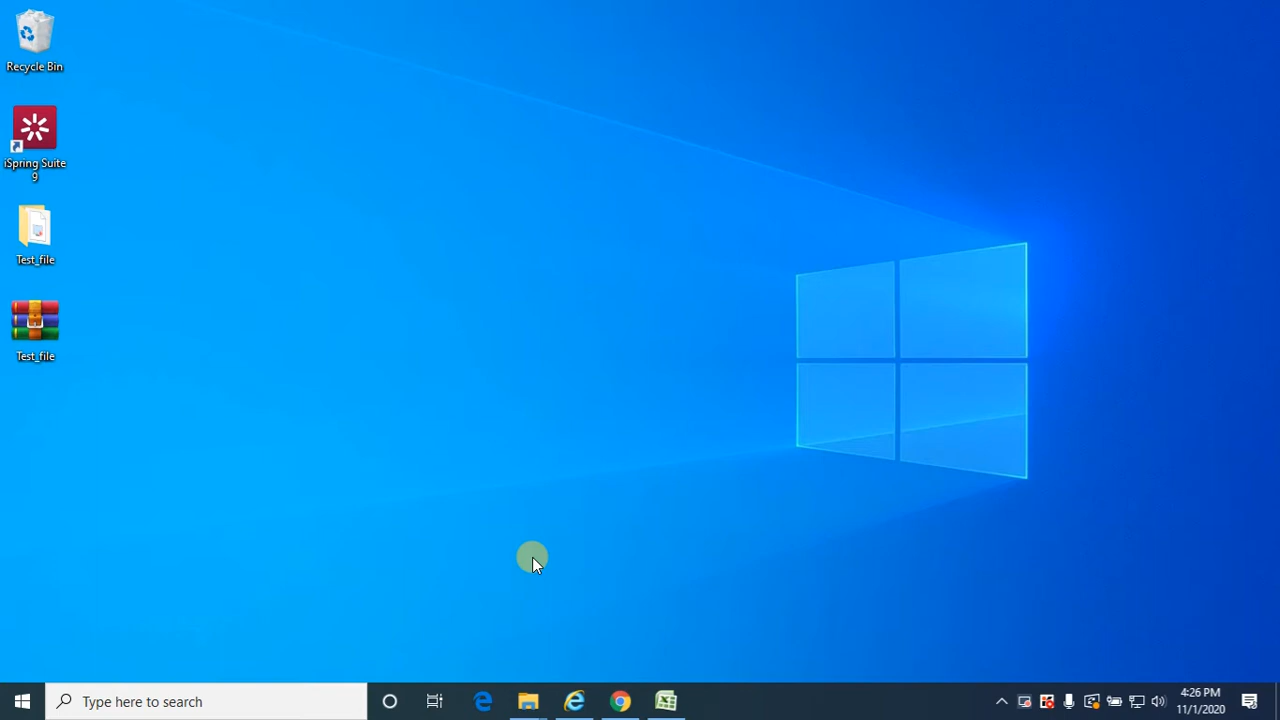 Recycle Bin
iSpring Suite
9
Test_file
Test_file
Type here to search
4:26 PM
11/1/2020